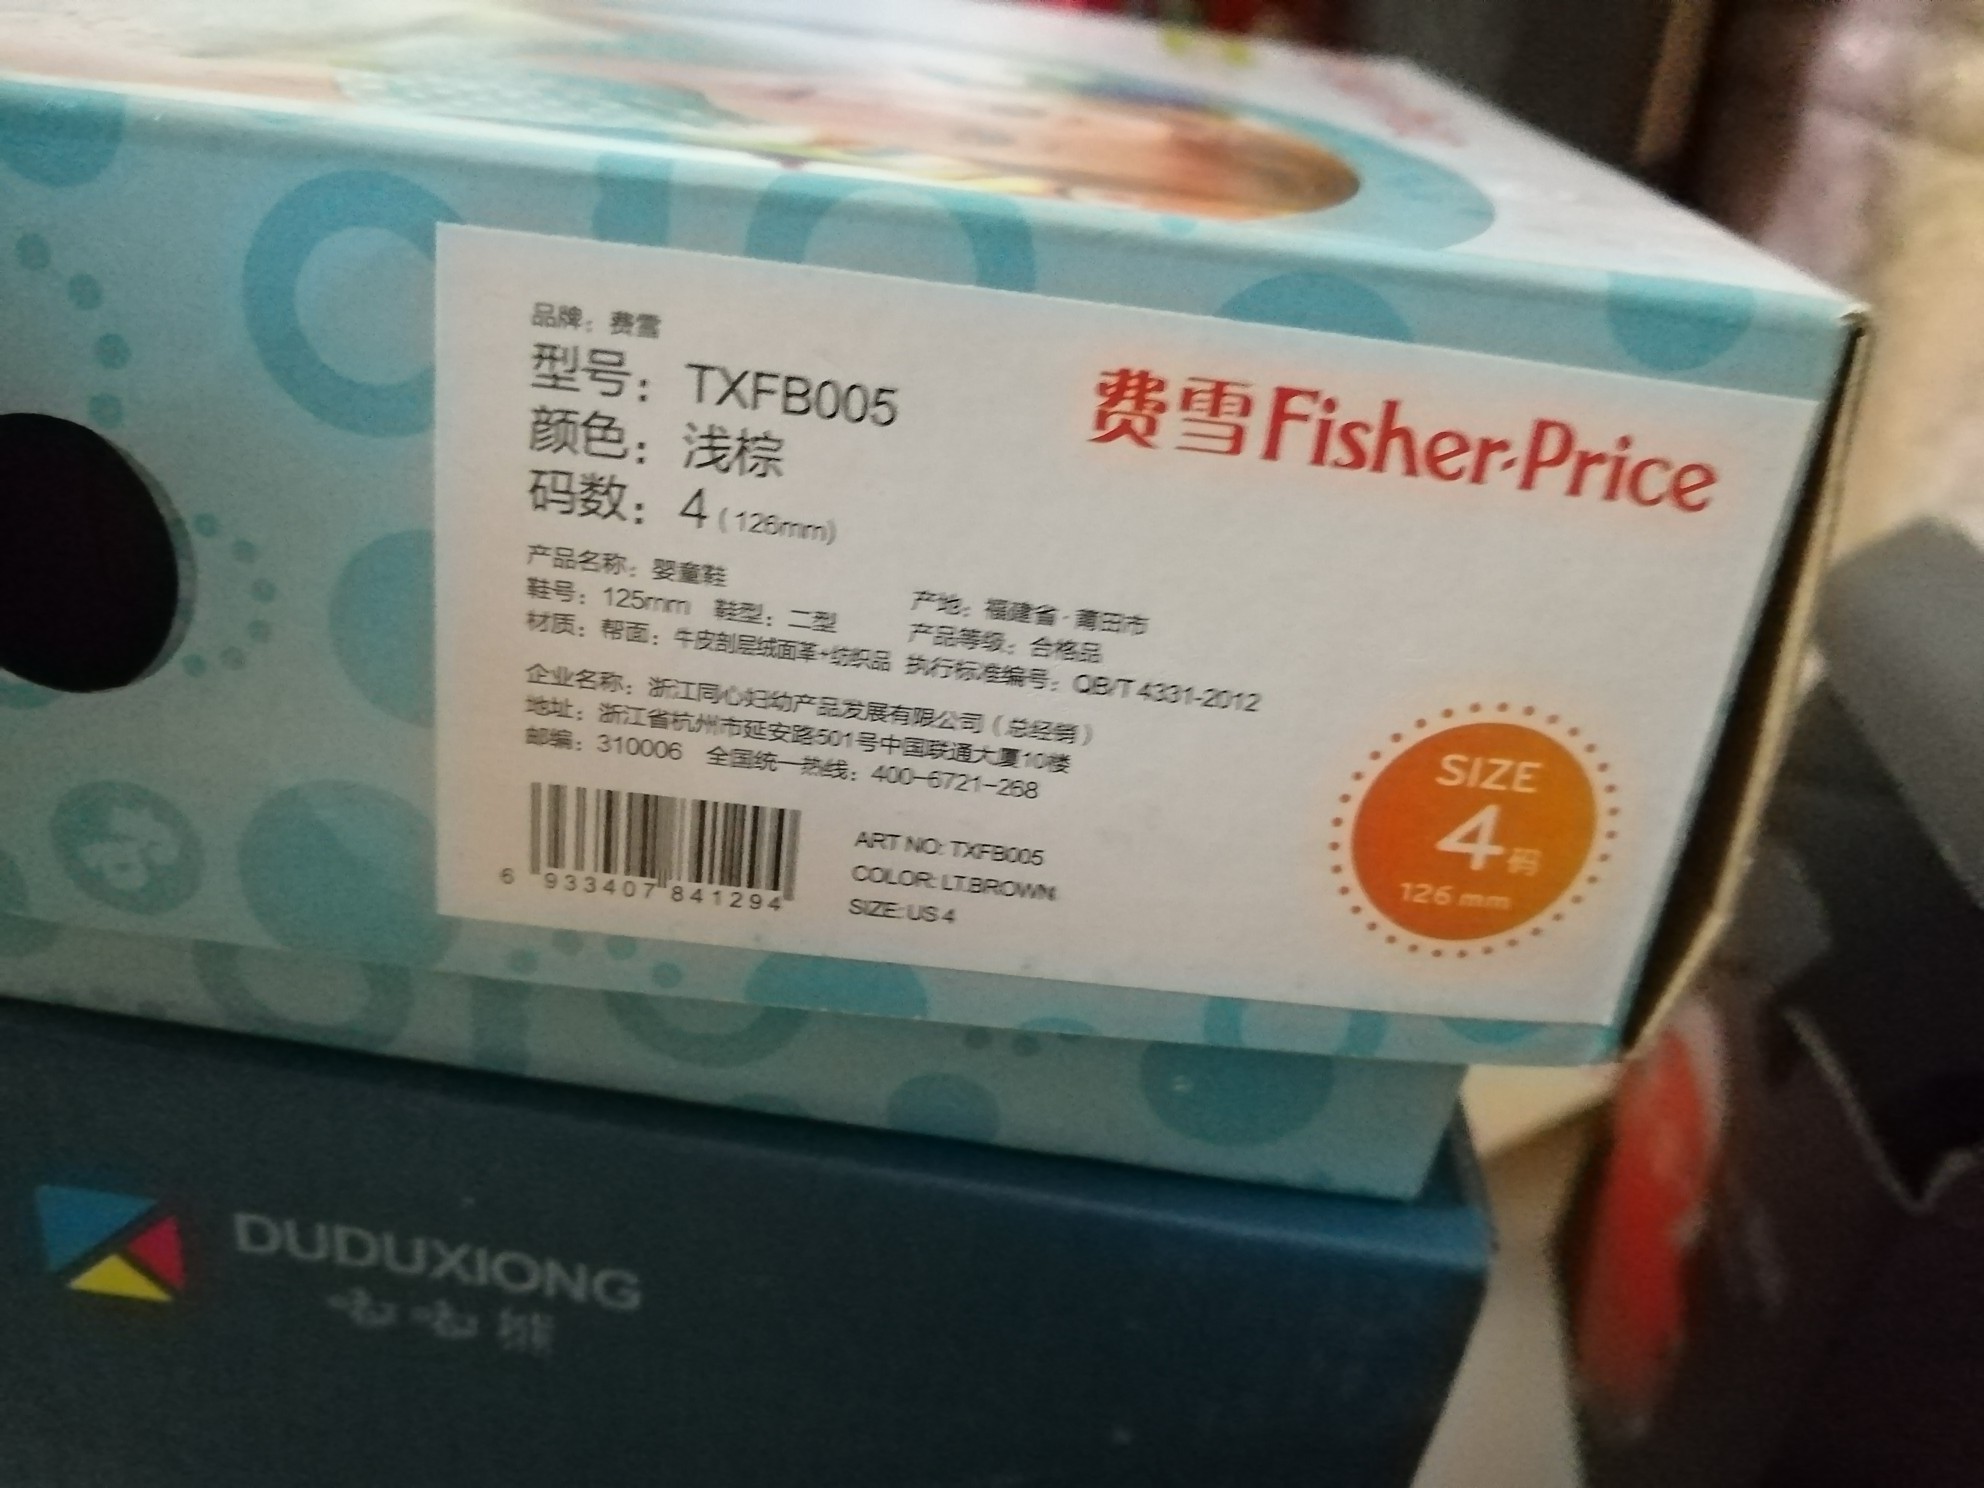 品牌：费雪
型号：TXFB005
颜色：浅棕
码数：4（126mm）
费雪Fisher-Price
产品名称：婴童鞋
鞋号：125mm 鞋型：二型
材质：帮面：牛皮剖层绒面革+纺织品
产地：福建省·莆田市
产品等级：合格品
执行标准编号：QB/T 4331-2012
企业名称：浙江同心妇幼产品发展有限公司（总经销）
地址：浙江省杭州市延安路501号中国联通大厦10楼
邮编：310006 全国统一热线：400-6721-268
6 933407 841294
ART NO: TXFB005
COLOR: LT.BROWN
SIZE: US 4
SIZE
4码
126 mm
DUDUXIONG
嘟嘟熊